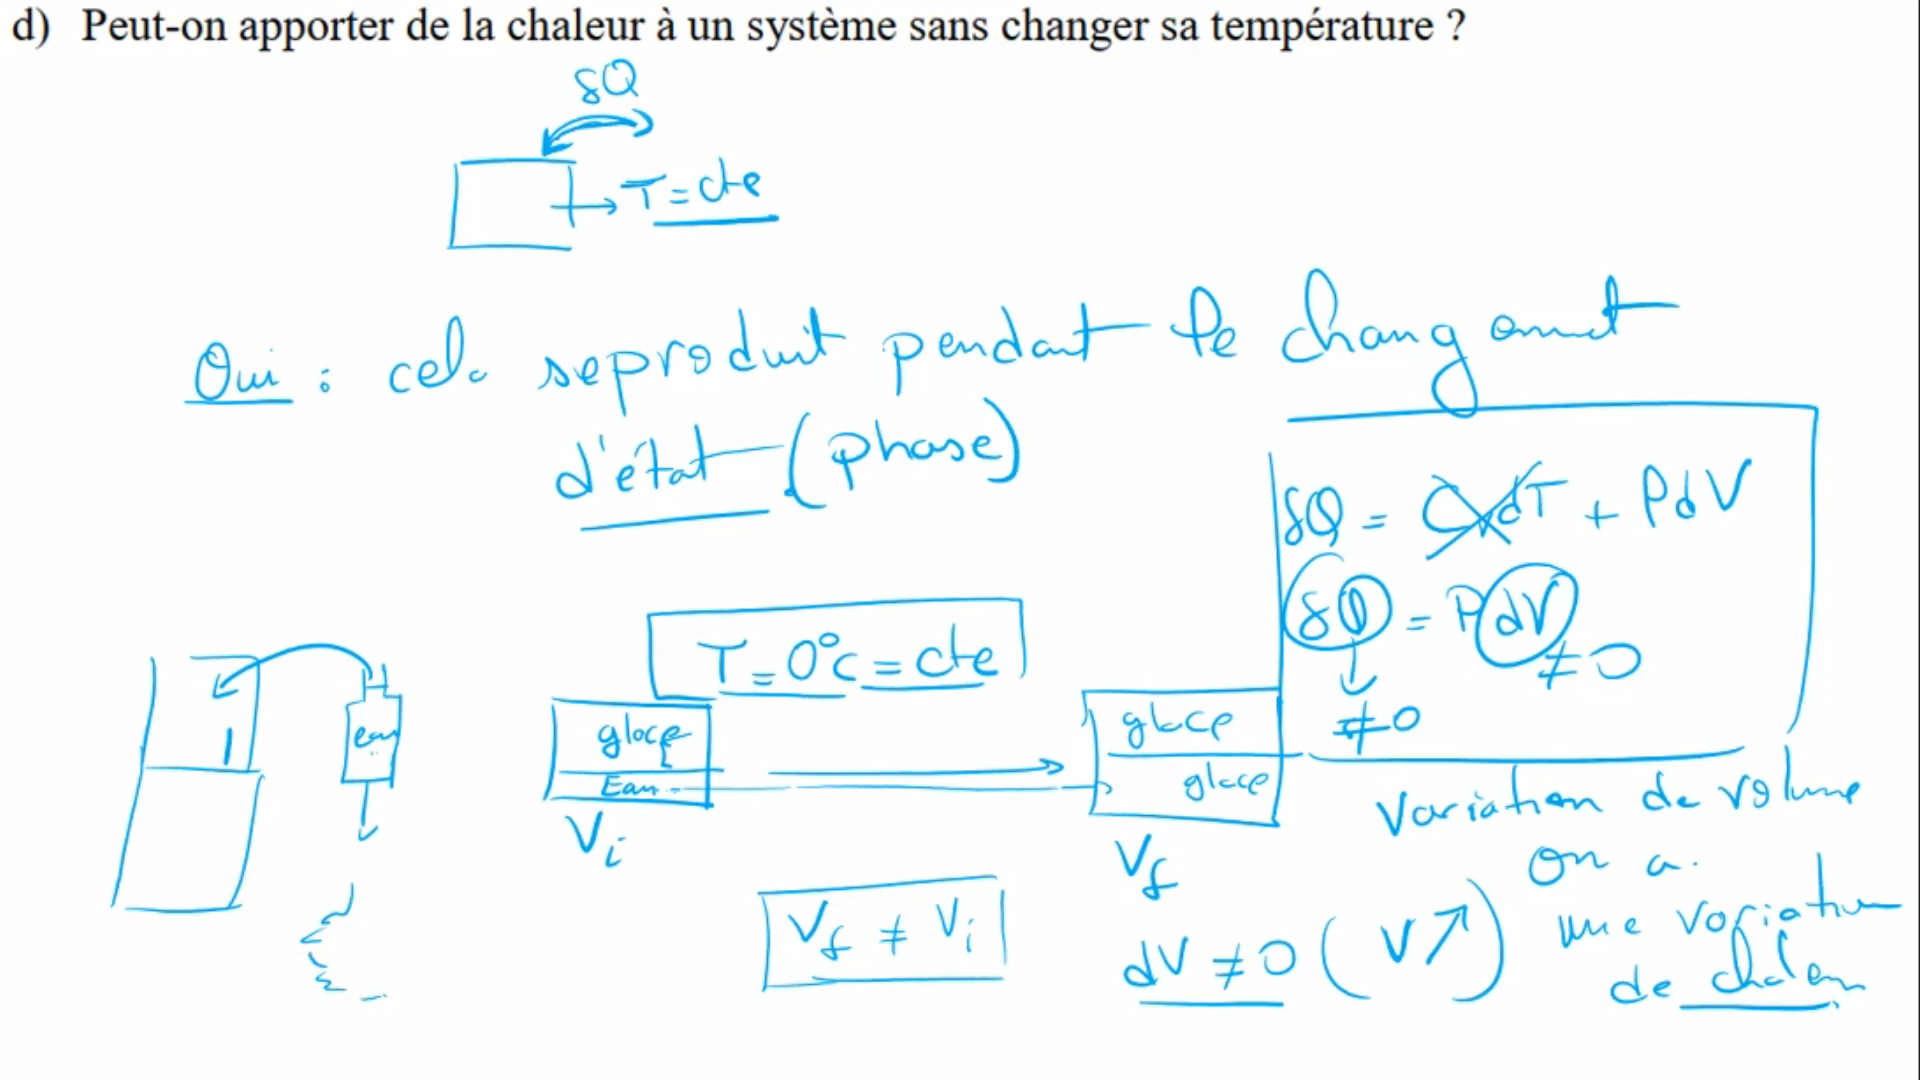 d) Peut-on apporter de la chaleur à un système sans changer sa température ?
δQ
T = cte
Oui : cela se produit pendant le changement
d'état (phase)
δQ = CvdT + PdV
δQ = PdV
≠ 0
≠ 0
T = 0°c = cte
eau
glace
Eau
Vi
glace
glace
Vf
Vf ≠ Vi
dV ≠ 0 ( V ↗ )
Variation de volume
on a
une variation
de chaleur